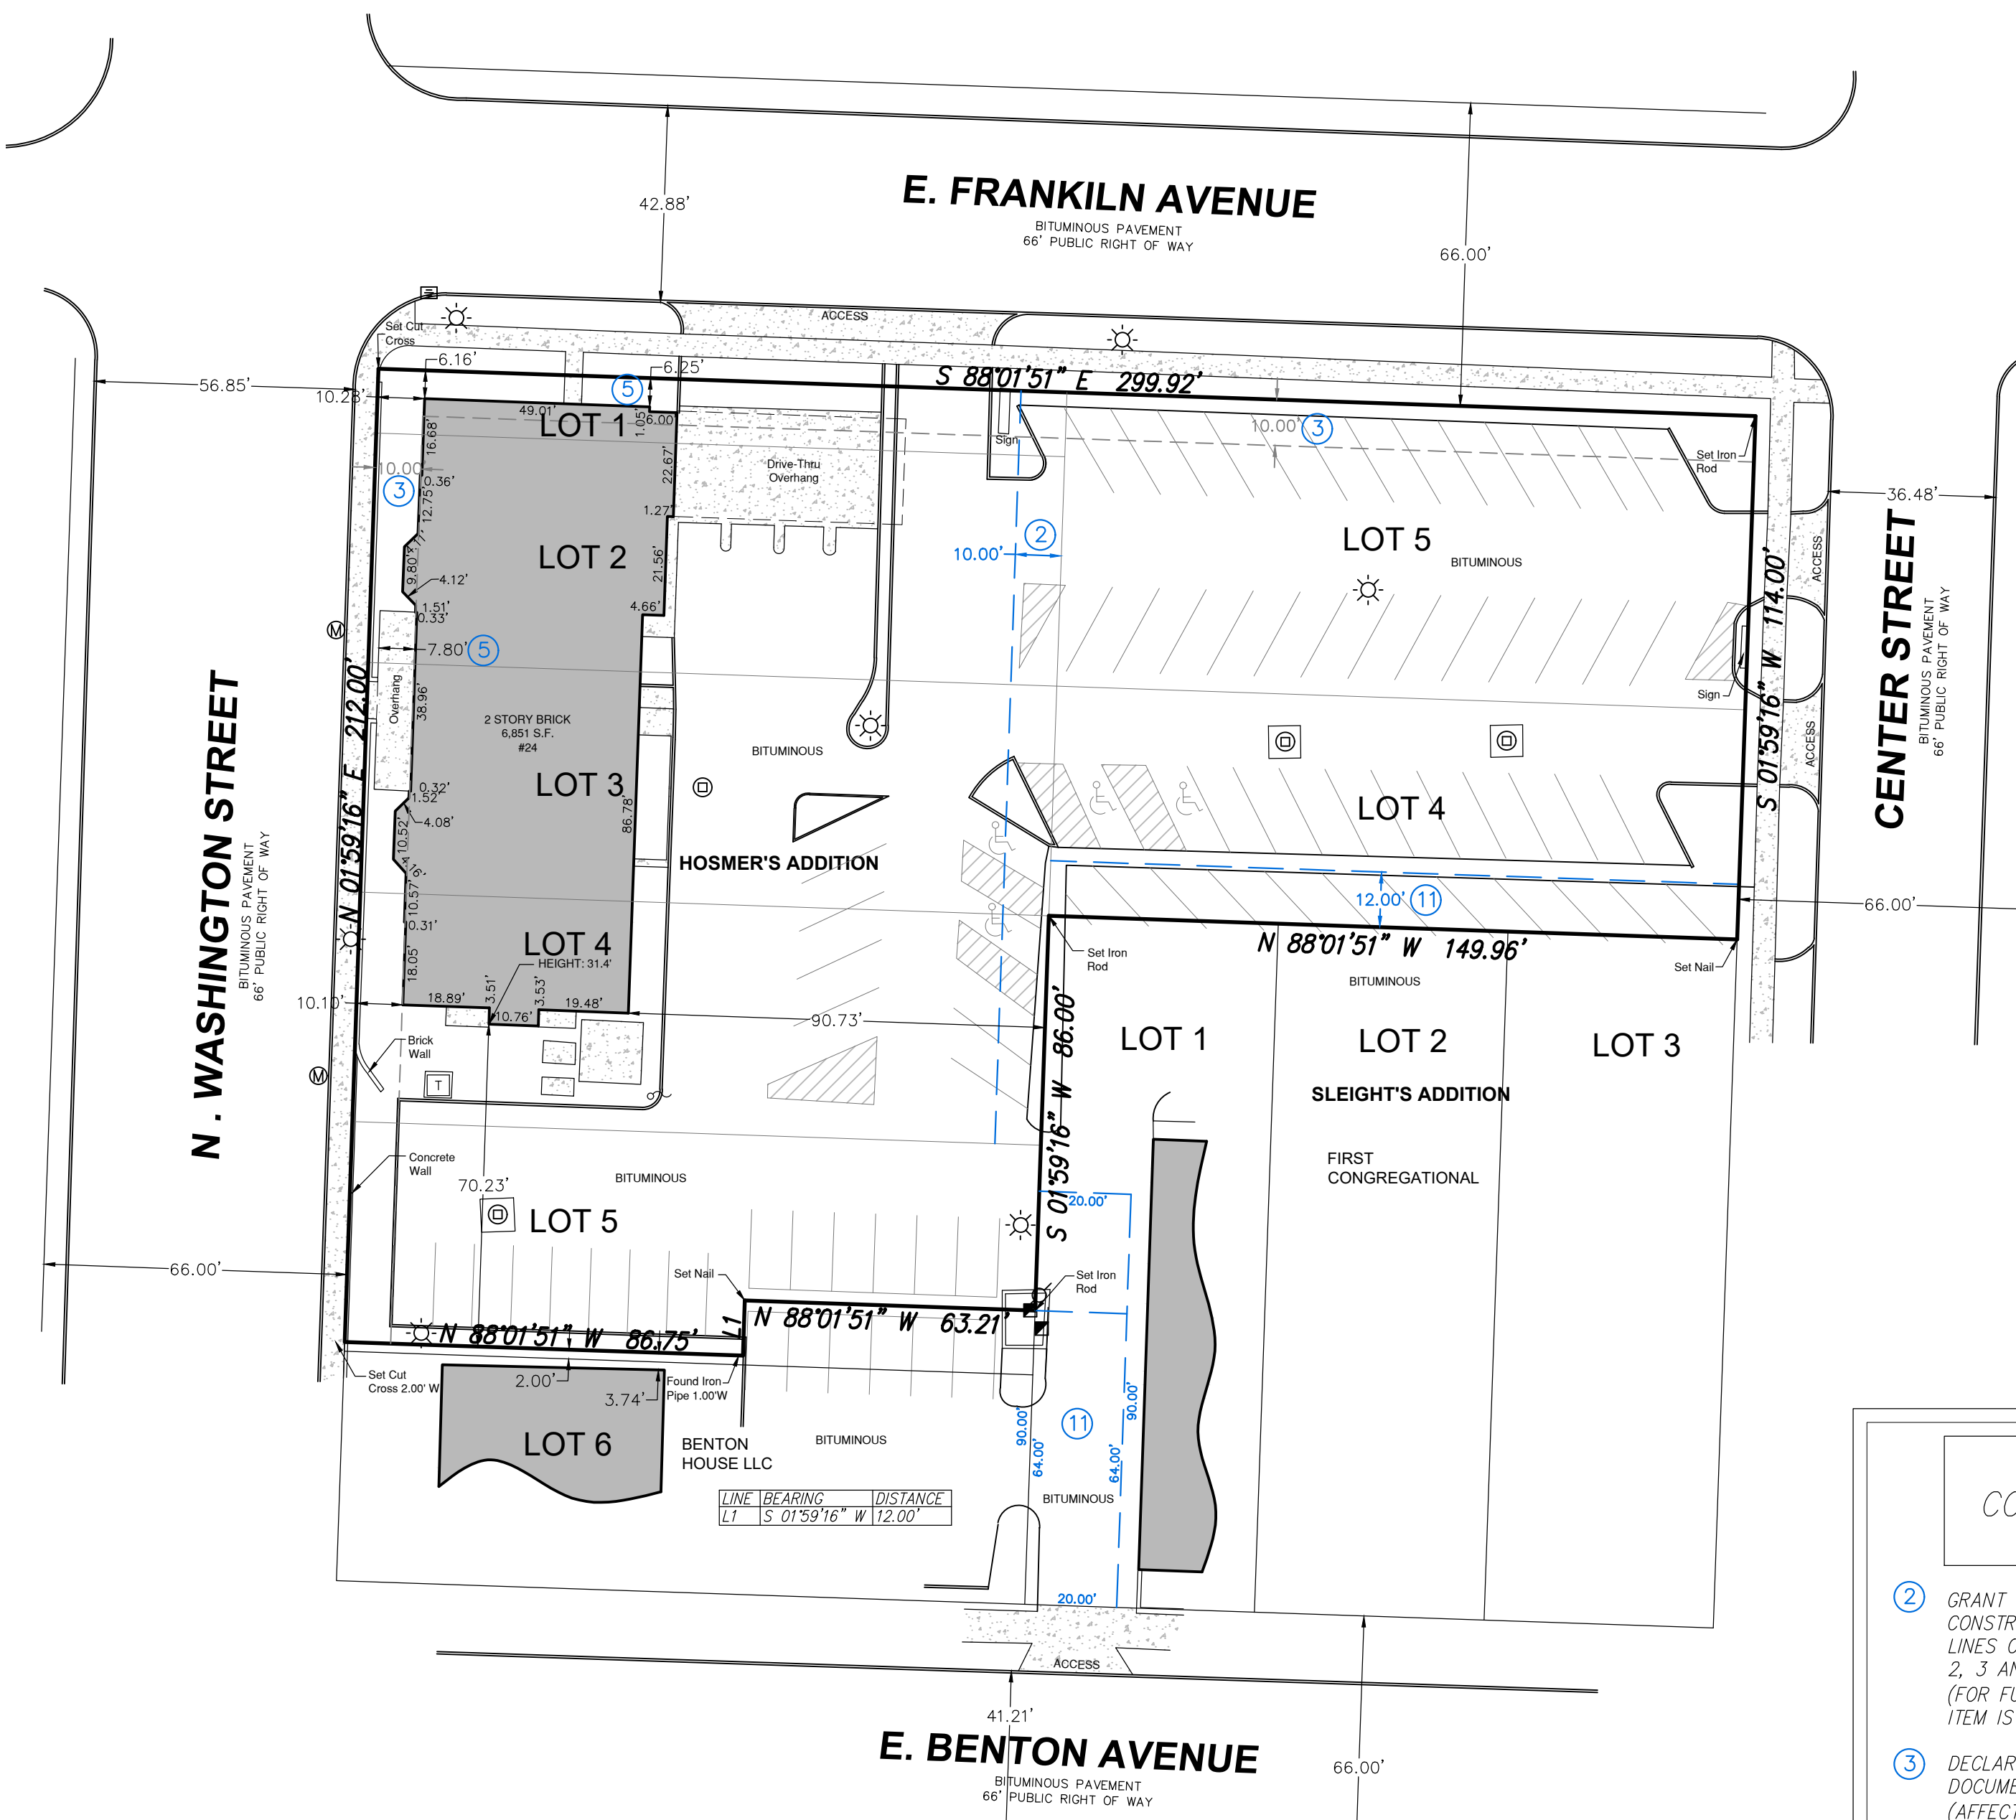 E. FRANKILN AVENUE
BITUMINOUS PAVEMENT
66' PUBLIC RIGHT OF WAY
42.88'
66.00'
ACCESS
Set Cut
Cross
6.16'
6.25'
56.85'
10.28'
S 88°01'51" E 299.92'
49.01'
LOT 1
1.05'
6.00'
16.68'
10.00'
3
5
0.36'
12.75'
22.67'
1.27'
Drive-Thru
Overhang
Sign
10.00'
3
Set Iron
Rod
36.48'
LOT 2
9.80'
4.12'
21.56'
1.51'
0.33'
4.66'
10.00'
2
LOT 5
BITUMINOUS
ACCESS
CENTER STREET
BITUMINOUS PAVEMENT
66' PUBLIC RIGHT OF WAY
S 01°59'16" W 114.00'
M
7.80'
5
Overhang
38.96'
Sign
ACCESS
N . WASHINGTON STREET
BITUMINOUS PAVEMENT
66' PUBLIC RIGHT OF WAY
N 01°59'16" E 212.00'
2 STORY BRICK
6,851 S.F.
#24
BITUMINOUS
LOT 3
0.32'
1.52'
4.08'
86.78'
10.52'
LOT 4
HOSMER'S ADDITION
12.00'
11
66.00'
10.57'
0.31'
LOT 4
HEIGHT: 31.4'
18.05'
N 88°01'51" W 149.96'
Set Iron
Rod
Set Nail
BITUMINOUS
10.10'
18.89'
3.51'
10.76'
3.53'
19.48'
90.73'
S 01°59'16" W 86.00'
LOT 1
LOT 2
LOT 3
Brick
Wall
M
T
SLEIGHT'S ADDITION
Concrete
Wall
70.23'
BITUMINOUS
FIRST
CONGREGATIONAL
20.00'
LOT 5
66.00'
Set Nail
Set Iron
Rod
L1
N 88°01'51" W 63.21'
N 88°01'51" W 86.75'
Set Cut
Cross 2.00' W
2.00'
3.74'
Found Iron
Pipe 1.00'W
90.00'
64.00'
11
90.00'
64.00'
LOT 6
BENTON
HOUSE LLC
BITUMINOUS
LINE BEARING DISTANCE
L1 S 01°59'16" W 12.00'
BITUMINOUS
20.00'
ACCESS
41.21'
E. BENTON AVENUE
BITUMINOUS PAVEMENT
66' PUBLIC RIGHT OF WAY
66.00'
2
GRANT
LINES
2, 3
(FOR
ITEM IS
3